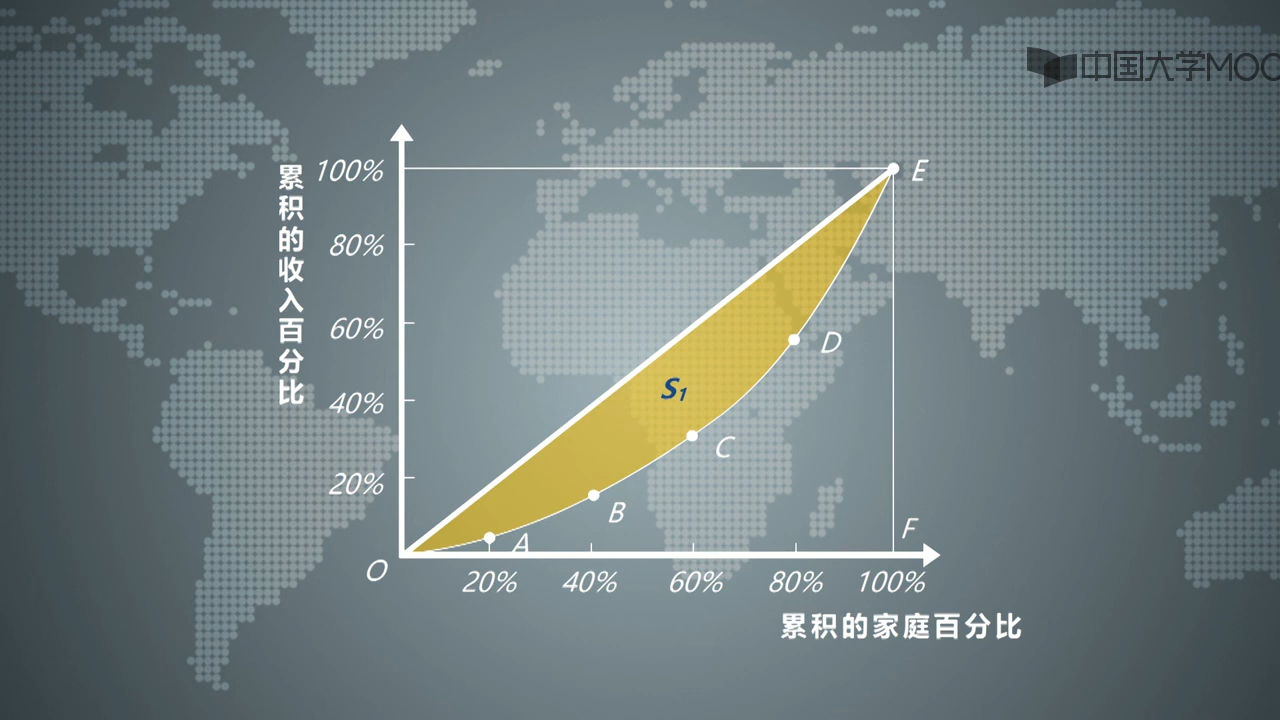 中国大学MOO
累积的收入百分比
100%
80%
60%
40%
20%
E
D
S₁
C
B
A
F
O
20% 40% 60% 80% 100%
累积的家庭百分比